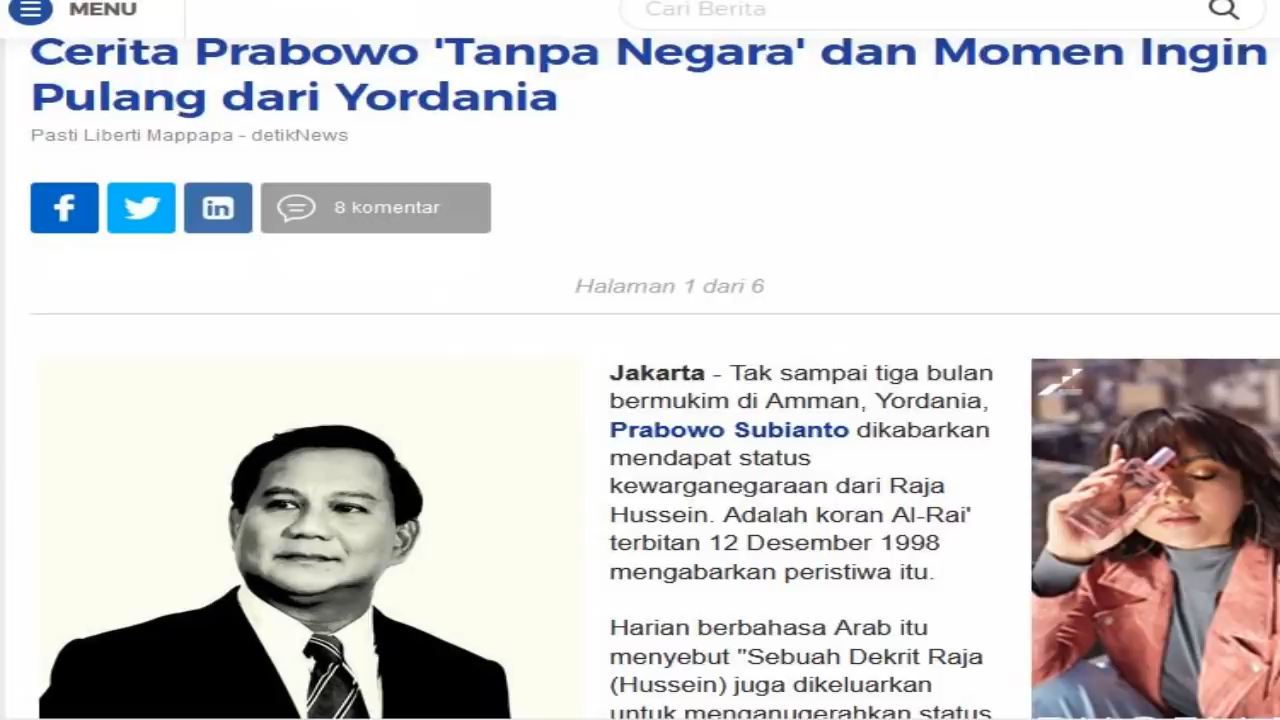 MENU
Cari Berita
Cerita Prabowo 'Tanpa Negara' dan Momen Ingin
Pulang dari Yordania
Pasti Liberti Mappapa - detikNews
8 komentar
Halaman 1 dari 6
Jakarta - Tak sampai tiga bulan
bermukim di Amman, Yordania,
Prabowo Subianto dikabarkan
mendapat status
kewarganegaraan dari Raja
Hussein. Adalah koran Al-Rai'
terbitan 12 Desember 1998
mengabarkan peristiwa itu.
Harian berbahasa Arab itu
menyebut "Sebuah Dekrit Raja
(Hussein) juga dikeluarkan
untuk menganugerahkan status